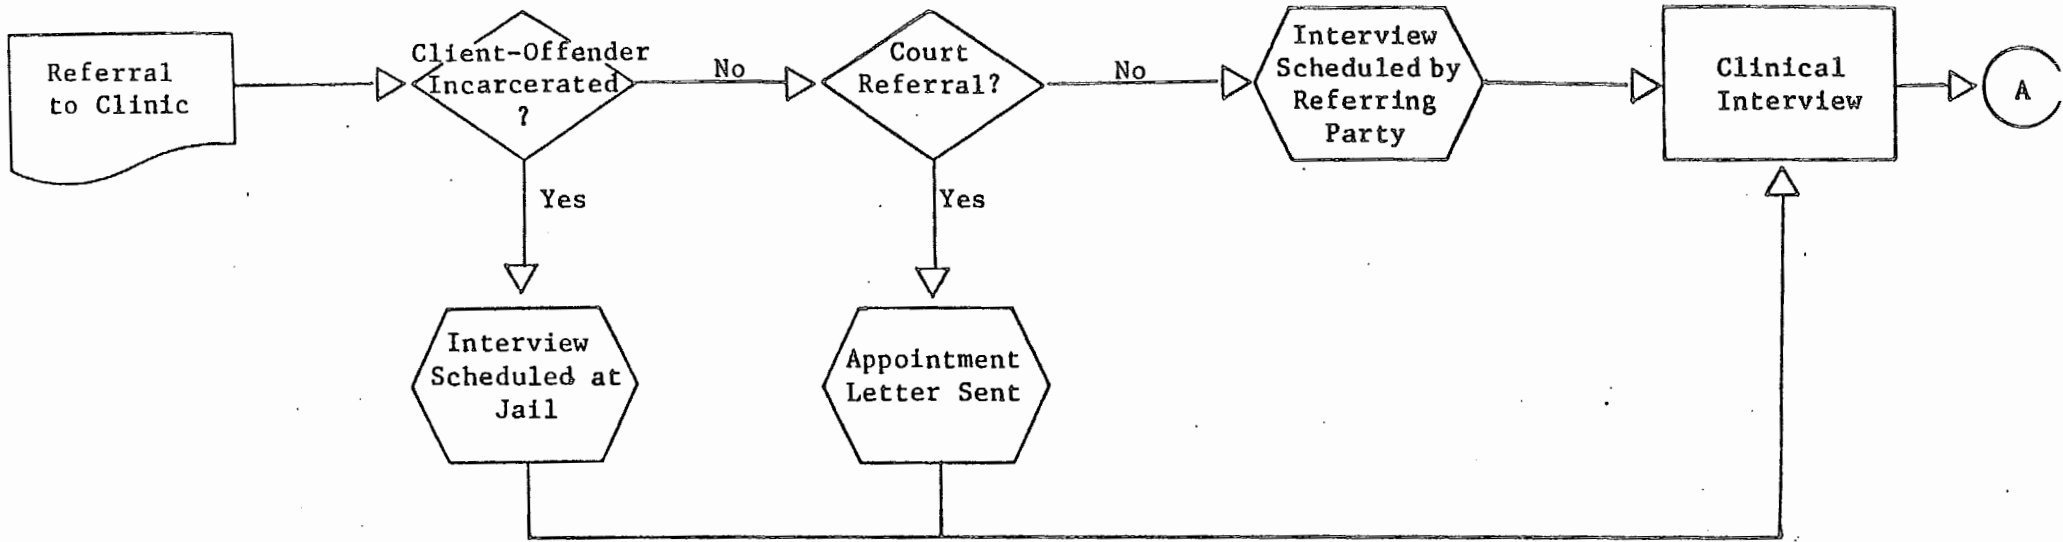 Referral
to Clinic
Client-Offender
Incarcerated
?
No
Yes
Court
Referral?
No
Yes
Interview
Scheduled by
Referring
Party
Clinical
Interview
A
Interview
Scheduled at
Jail
Appointment
Letter Sent